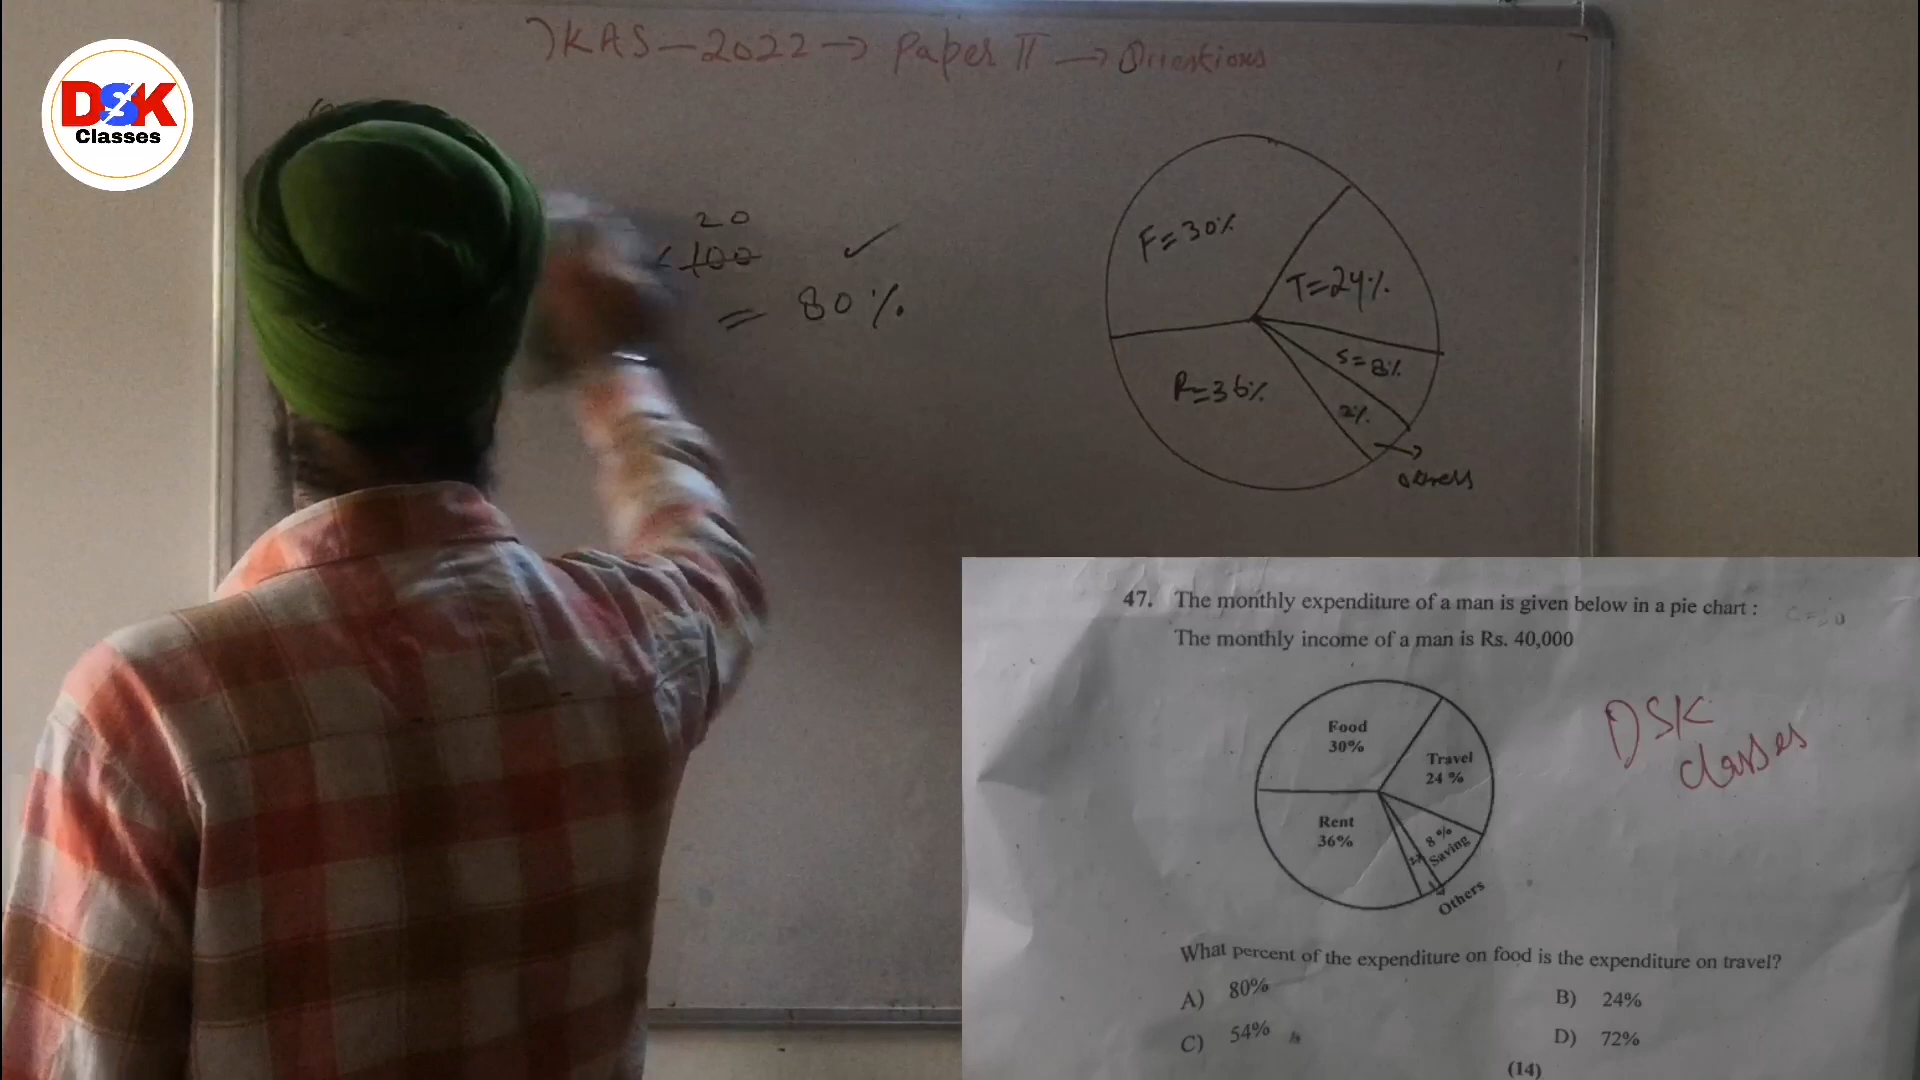 DSK
Classes
JKAS-2022 → Paper II → Questions
20
100
= 80%
F=30%
T=24%
S=8%
2%
R=36%
others
47. The monthly expenditure of a man is given below in a pie chart :
The monthly income of a man is Rs. 40,000
Food
30%
Travel
24 %
Rent
36%
8 %
Saving
2%
Others
DSK
classes
What percent of the expenditure on food is the expenditure on travel?
A) 80%
B) 24%
C) 54%
D) 72%
(14)